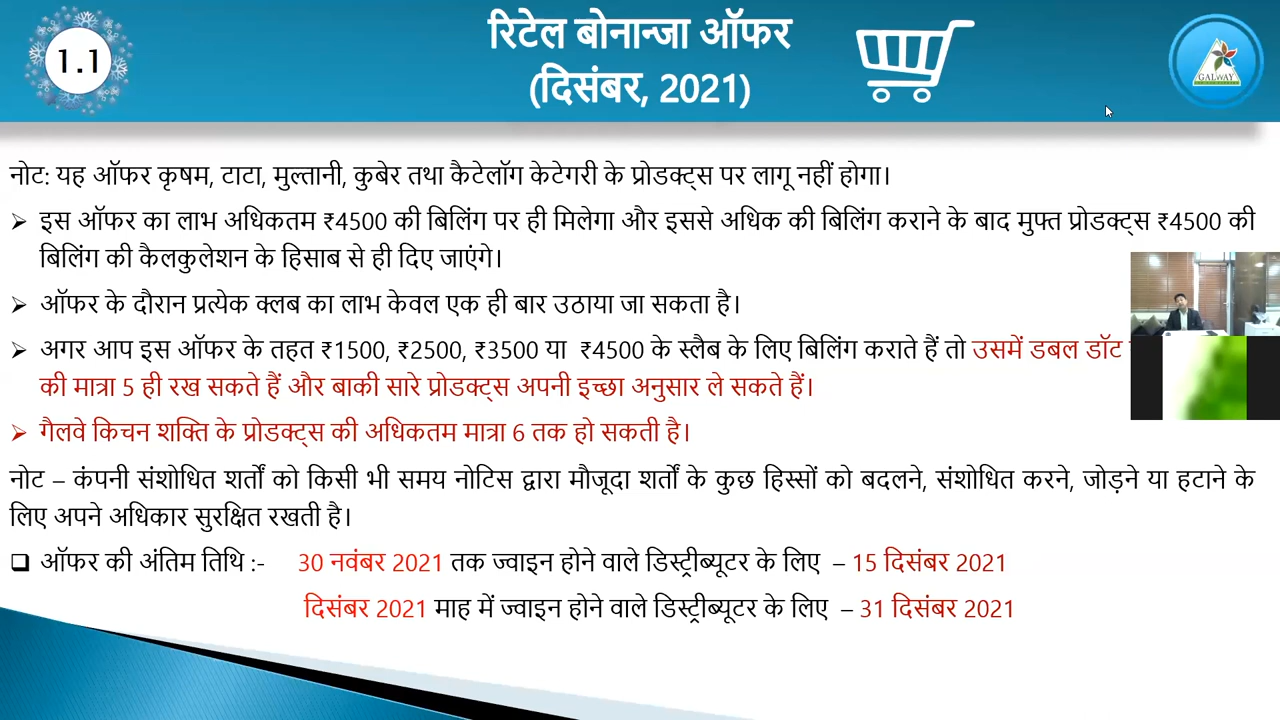 1.1
रिटेल बोनान्जा ऑफर
(दिसंबर, 2021)
GALWAY
नोट: यह ऑफर कृषम, टाटा, मुल्तानी, कुबेर तथा कैटेलॉग केटेगरी के प्रोडक्ट्स पर लागू नहीं होगा।
➢ इस ऑफर का लाभ अधिकतम ₹4500 की बिलिंग पर ही मिलेगा और इससे अधिक की बिलिंग कराने के बाद मुफ्त प्रोडक्ट्स ₹4500 की
बिलिंग की कैलकुलेशन के हिसाब से ही दिए जाएंगे।
➢ ऑफर के दौरान प्रत्येक क्लब का लाभ केवल एक ही बार उठाया जा सकता है।
➢ अगर आप इस ऑफर के तहत ₹1500, ₹2500, ₹3500 या ₹4500 के स्लैब के लिए बिलिंग कराते हैं तो उसमें डबल डॉट
की मात्रा 5 ही रख सकते हैं और बाकी सारे प्रोडक्ट्स अपनी इच्छा अनुसार ले सकते हैं।
➢ गैलवे किचन शक्ति के प्रोडक्ट्स की अधिकतम मात्रा 6 तक हो सकती है।
नोट – कंपनी संशोधित शर्तों को किसी भी समय नोटिस द्वारा मौजूदा शर्तों के कुछ हिस्सों को बदलने, संशोधित करने, जोड़ने या हटाने के
लिए अपने अधिकार सुरक्षित रखती है।
❑ ऑफर की अंतिम तिथि :- 30 नवंबर 2021 तक ज्वाइन होने वाले डिस्ट्रीब्यूटर के लिए – 15 दिसंबर 2021
दिसंबर 2021 माह में ज्वाइन होने वाले डिस्ट्रीब्यूटर के लिए – 31 दिसंबर 2021